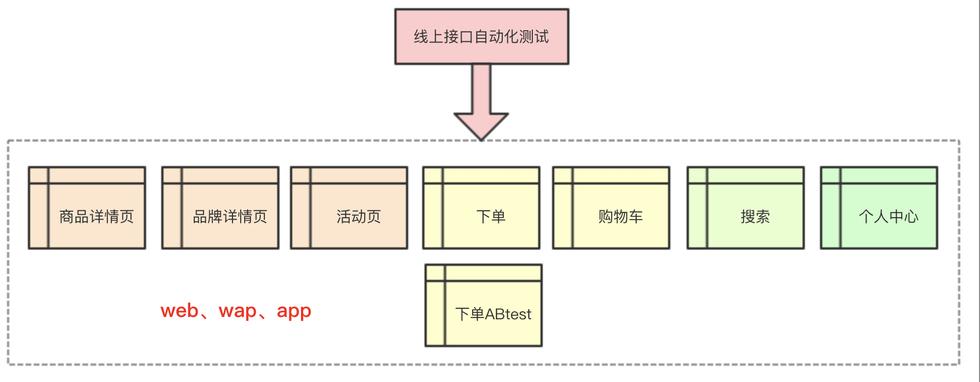 线上接口自动化测试
商品详情页
品牌详情页
活动页
下单
购物车
搜索
个人中心
web、wap、app
下单ABtest